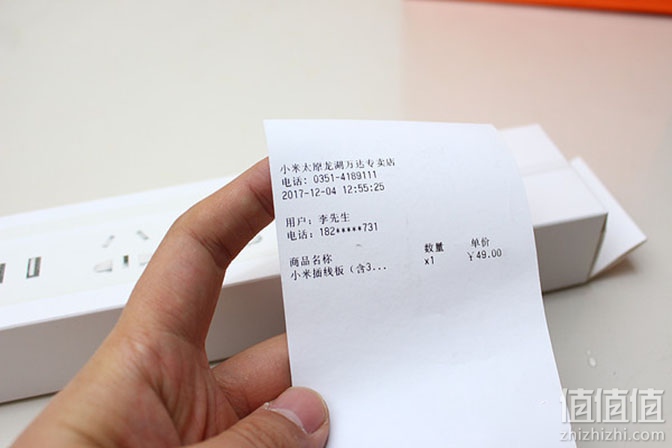 小米太原龙湖万达专卖店
电话: 0351-4189111
2017-12-04 12:55:25
用户: 李先生
电话: 182*****731
商品名称 数量 单价
小米插线板 (含3... x1 ￥49.00
值值值
zhizhizhi.com